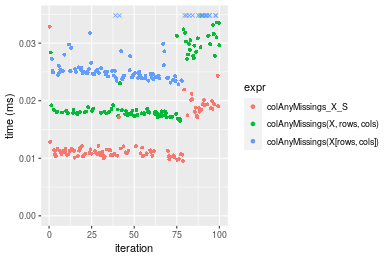 0.03
0.02
0.01
0.00
time (ms)
0
25
50
75
100
iteration
expr
colAnyMissings_X_S
colAnyMissings(X, rows, cols)
colAnyMissings(X[rows, cols])